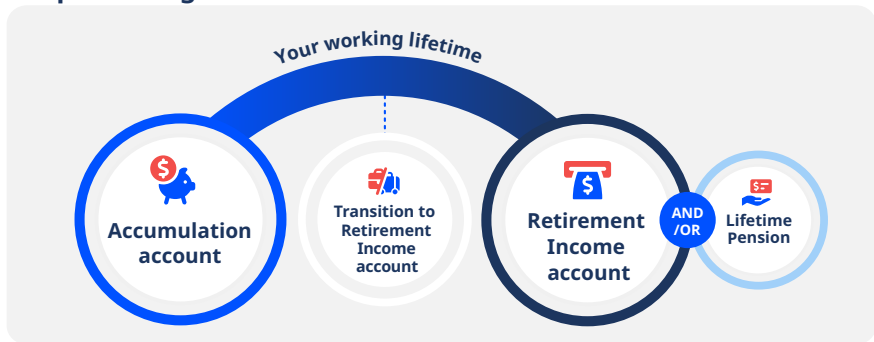 Your working lifetime
Accumulation
account
Transition to
Retirement
Income
account
Retirement
Income
account
AND
/OR
Lifetime
Pension